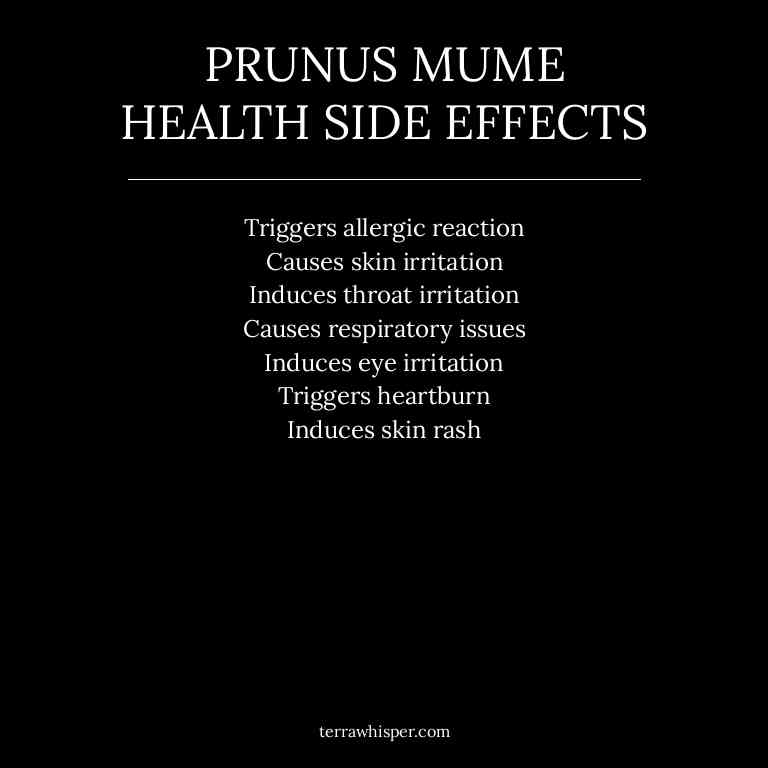 PRUNUS MUME
HEALTH SIDE EFFECTS
Triggers allergic reaction
Causes skin irritation
Induces throat irritation
Causes respiratory issues
Induces eye irritation
Triggers heartburn
Induces skin rash
terrawhisper.com